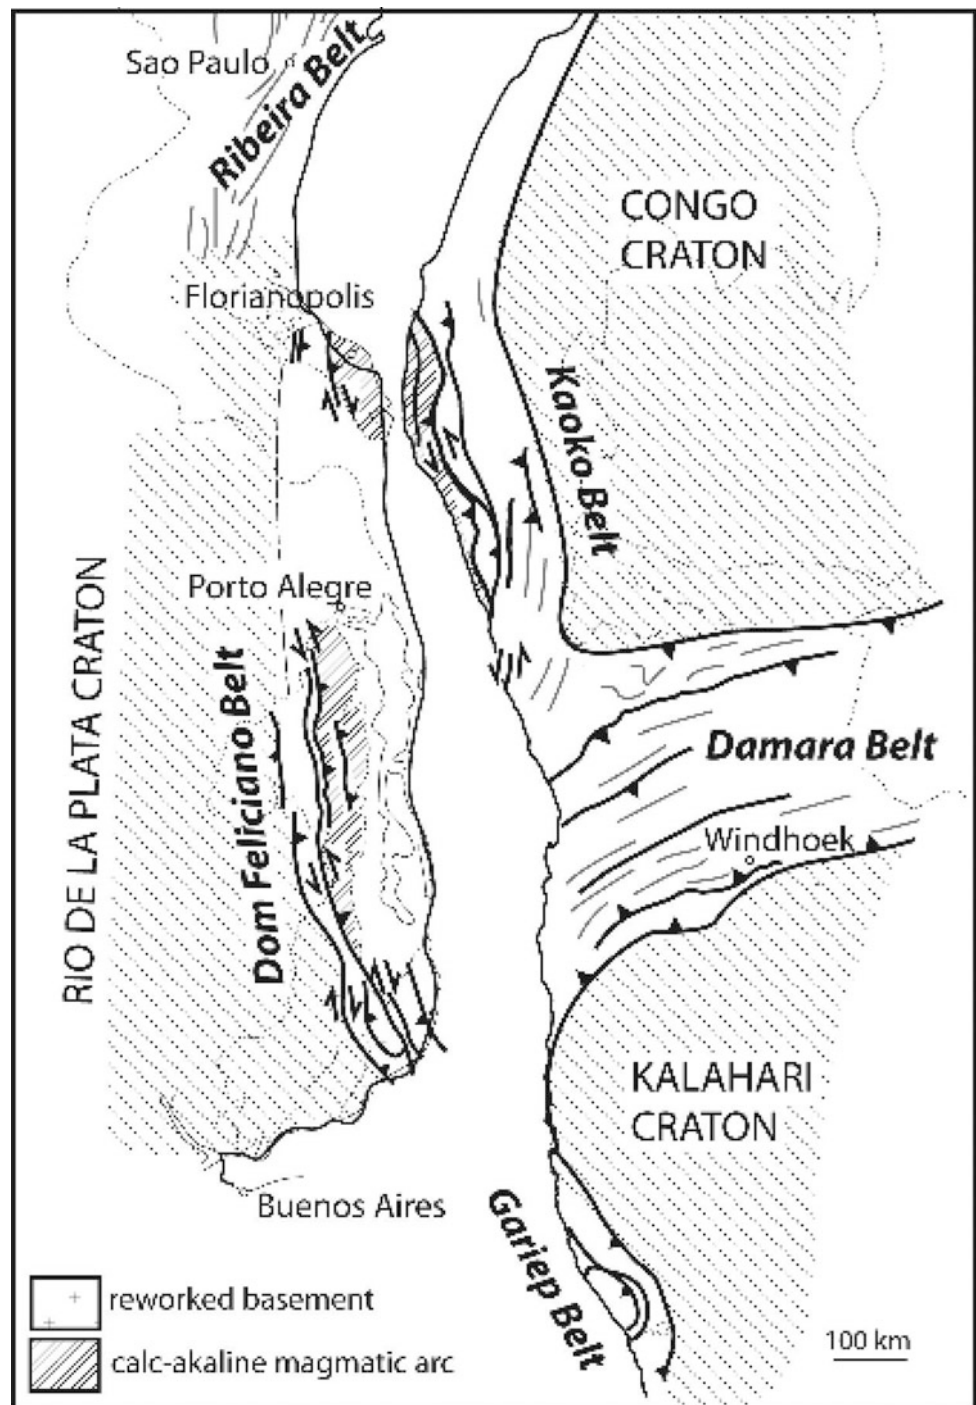 Sao Paulo
Ribeira Belt
CONGO
CRATON
Florianopolis
Kaoko Belt
RIO DE LA PLATA CRATON
Porto Alegre
Dom Feliciano Belt
Damara Belt
Windhoek
KALAHARI
CRATON
Buenos Aires
Gariep Belt
reworked basement
calc-akaline magmatic arc
100 km